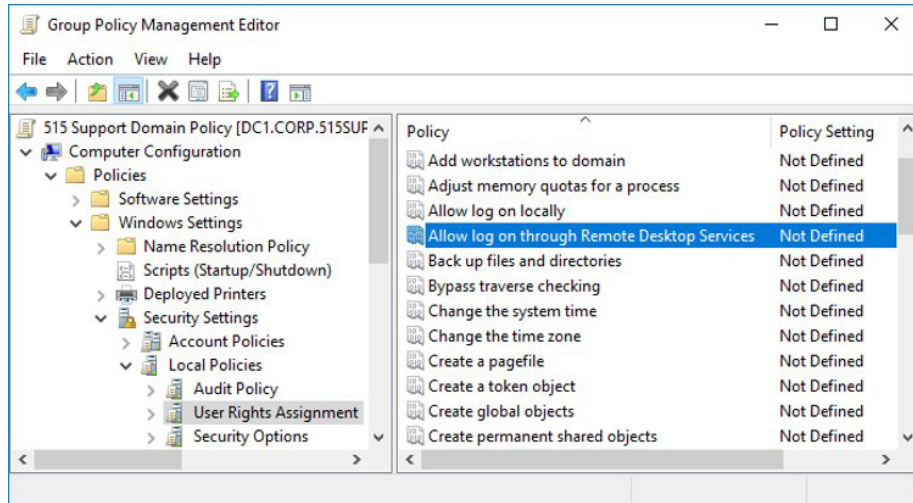 Group Policy Management Editor
File Action View Help
515 Support Domain Policy [DC1.CORP.515SUF
Computer Configuration
Policies
Software Settings
Windows Settings
Name Resolution Policy
Scripts (Startup/Shutdown)
Deployed Printers
Security Settings
Account Policies
Local Policies
Audit Policy
User Rights Assignment
Security Options
Policy Policy Setting
Add workstations to domain Not Defined
Adjust memory quotas for a process Not Defined
Allow log on locally Not Defined
Allow log on through Remote Desktop Services Not Defined
Back up files and directories Not Defined
Bypass traverse checking Not Defined
Change the system time Not Defined
Change the time zone Not Defined
Create a pagefile Not Defined
Create a token object Not Defined
Create global objects Not Defined
Create permanent shared objects Not Defined